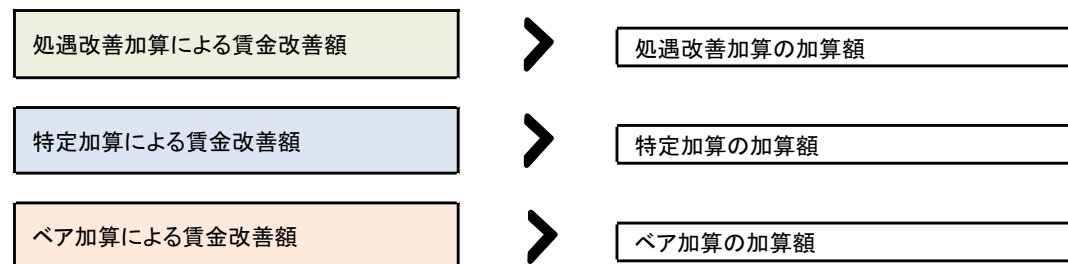 処遇改善加算による賃金改善額
処遇改善加算の加算額
特定加算による賃金改善額
特定加算の加算額
ベア加算による賃金改善額
ベア加算の加算額